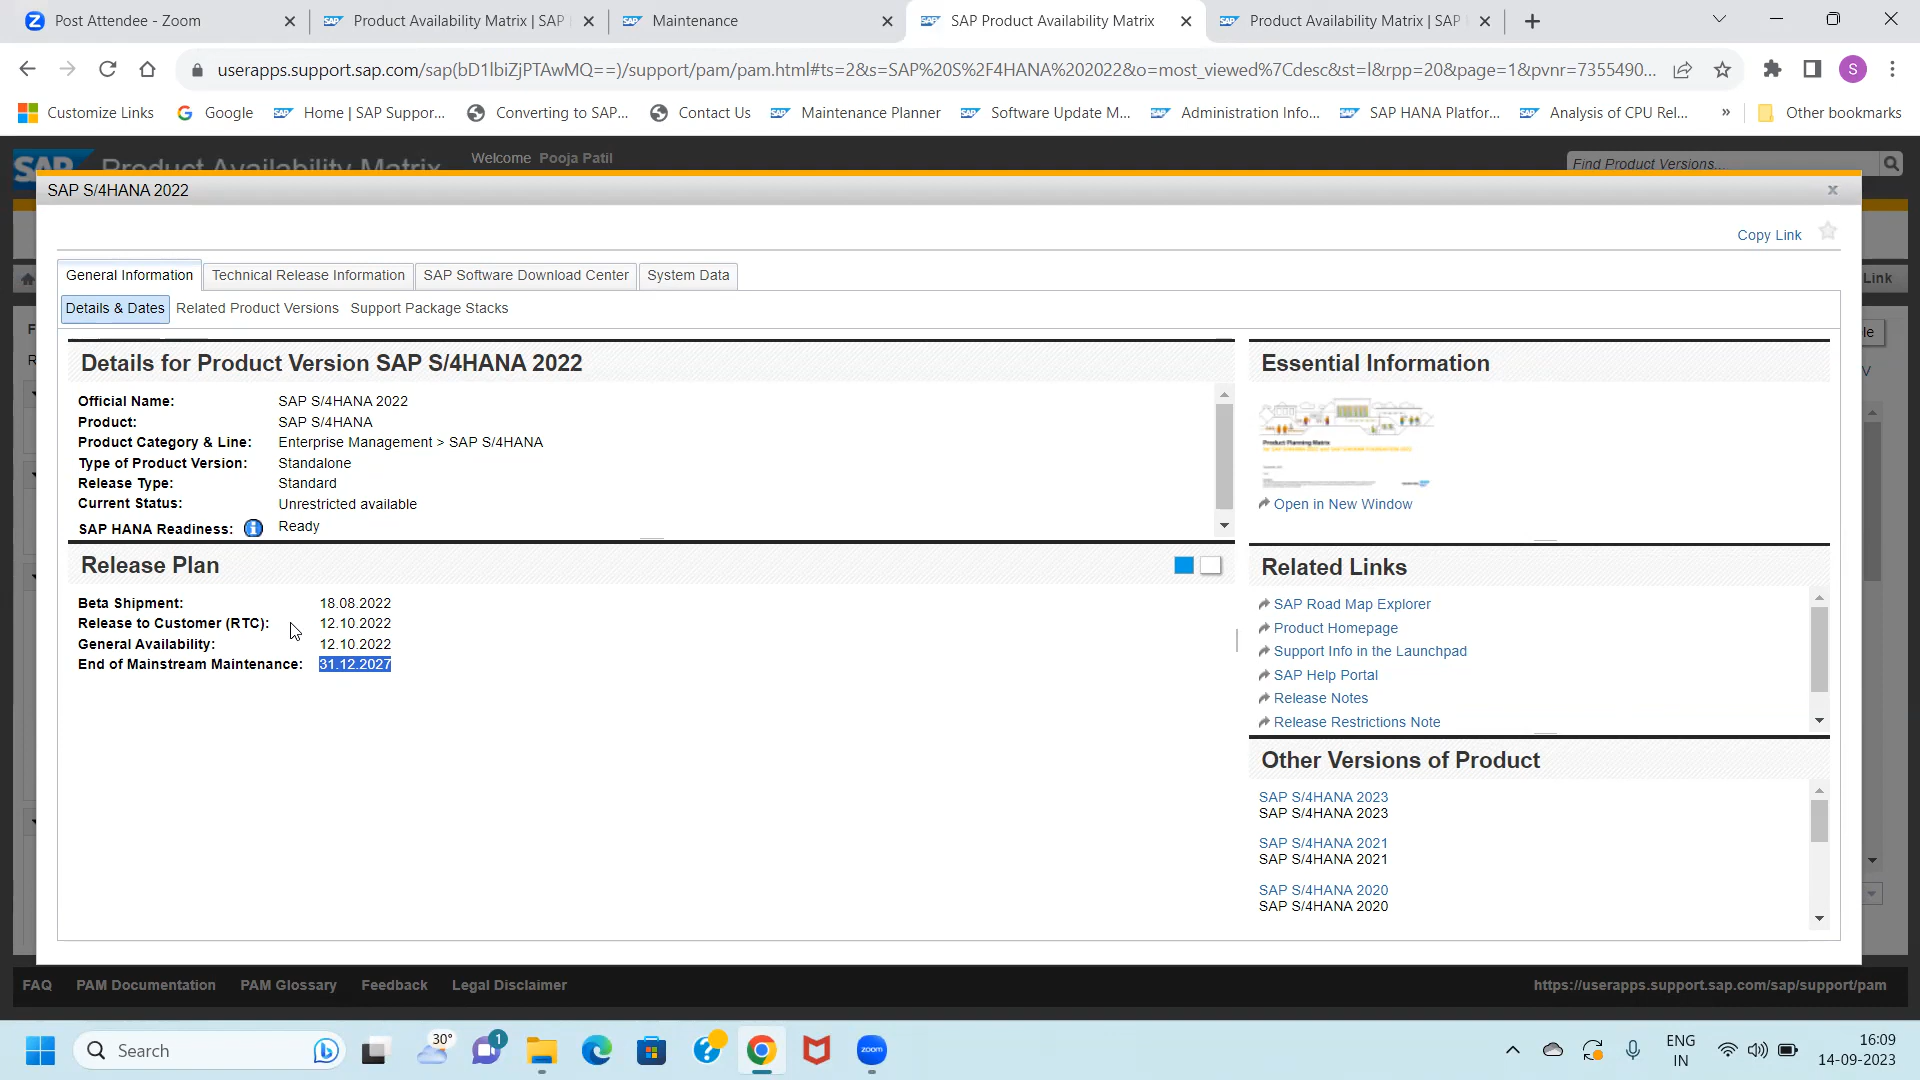 Post Attendee - Zoom
Product Availability Matrix | SAP
Maintenance
SAP Product Availability Matrix
Product Availability Matrix | SAP
userapps.support.sap.com/sap(bD1lbiZjPTAwMQ==)/support/pam/pam.html#ts=2&s=SAP%20S%2F4HANA%202022&o=most_viewed%7Cdesc&st=l&rpp=20&page=1&pvnr=7355490...
S
Customize Links
Google
Home | SAP Suppor...
Converting to SAP...
Contact Us
Maintenance Planner
Software Update M...
Administration Info...
SAP HANA Platfor...
Analysis of CPU Rel...
»
Other bookmarks
SAP Product Availability Matrix
Welcome Pooja Patil
Find Product Versions...
SAP S/4HANA 2022
Copy Link
Link
General Information
Technical Release Information
SAP Software Download Center
System Data
Details & Dates
Related Product Versions
Support Package Stacks
Details for Product Version SAP S/4HANA 2022
Official Name: SAP S/4HANA 2022
Product: SAP S/4HANA
Product Category & Line: Enterprise Management > SAP S/4HANA
Type of Product Version: Standalone
Release Type: Standard
Current Status: Unrestricted available
SAP HANA Readiness: Ready
Release Plan
Beta Shipment: 18.08.2022
Release to Customer (RTC): 12.10.2022
General Availability: 12.10.2022
End of Mainstream Maintenance: 31.12.2027
Essential Information
Product Planning Matrix
Open in New Window
Related Links
SAP Road Map Explorer
Product Homepage
Support Info in the Launchpad
SAP Help Portal
Release Notes
Release Restrictions Note
Other Versions of Product
SAP S/4HANA 2023
SAP S/4HANA 2023
SAP S/4HANA 2021
SAP S/4HANA 2021
SAP S/4HANA 2020
SAP S/4HANA 2020
FAQ
PAM Documentation
PAM Glossary
Feedback
Legal Disclaimer
https://userapps.support.sap.com/sap/support/pam
Search
30°
1
zoom
ENG
IN
16:09
14-09-2023